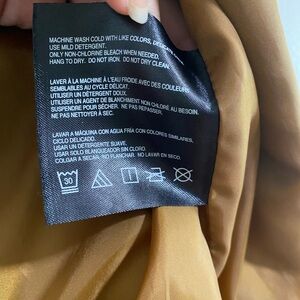 MACHINE WASH COLD WITH LIKE COLORS,
USE MILD DETERGENT.
ONLY NON-CHLORINE BLEACH WHEN NEEDED.
HANG TO DRY. DO NOT IRON. DO NOT DRY CLEAN.
LAVER À LA MACHINE À L'EAU FROIDE AVEC DES COULEURS
SEMBLABLES AU CYCLE DÉLICAT.
UTILISER UN DÉTERGENT DOUX.
UTILISER UN AGENT DE BLANCHIMENT NON CHLORÉ, AU BESOIN.
SUSPENDRE POUR SÉCHER. NE PAS REPASSER.
NE PAS NETTOYER À SEC.
LAVAR A MÁQUINA CON AGUA FRÍA CON COLORES SIMILARES,
CICLO DELICADO.
USAR UN DETERGENTE SUAVE.
USAR SOLO BLANQUEADOR SIN CLORO.
COLGAR A SECAR. NO PLANCHAR. NO LAVAR EN SECO.
30